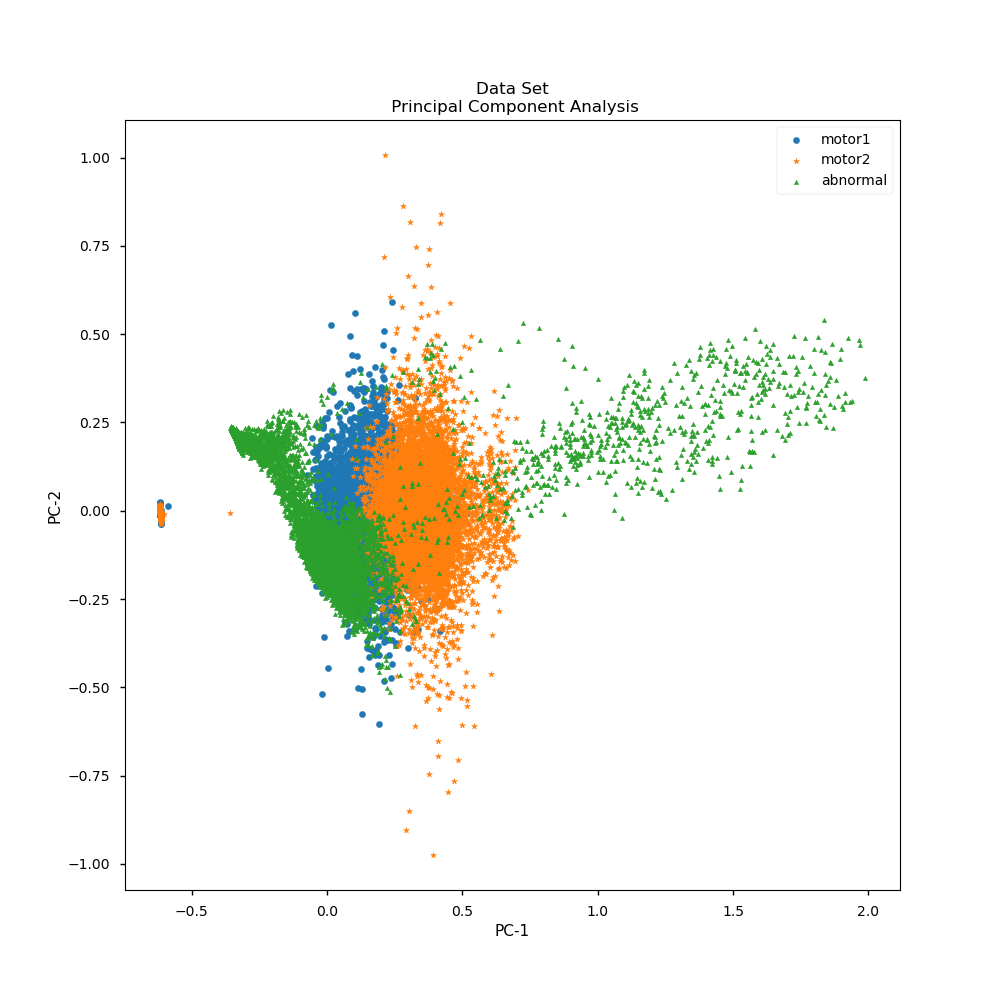 Data Set
Principal Component Analysis
motor1
motor2
abnormal
1.00
0.75
0.50
0.25
0.00
−0.25
−0.50
−0.75
−1.00
PC-2
−0.5
0.0
0.5
1.0
1.5
2.0
PC-1